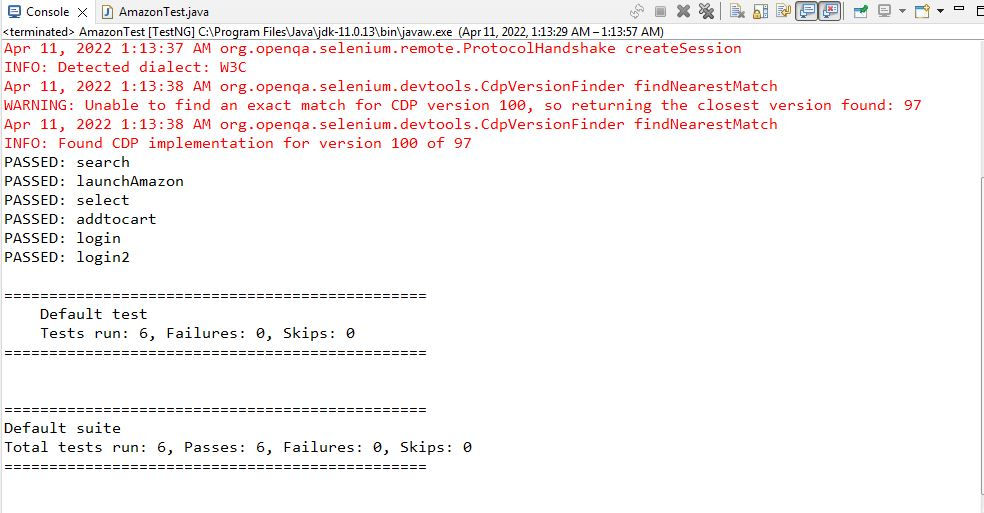 Console AmazonTest.java
<terminated> AmazonTest [TestNG] C:\Program Files\Java\jdk-11.0.13\bin\javaw.exe (Apr 11, 2022, 1:13:29 AM – 1:13:57 AM)
Apr 11, 2022 1:13:37 AM org.openqa.selenium.remote.ProtocolHandshake createSession
INFO: Detected dialect: W3C
Apr 11, 2022 1:13:38 AM org.openqa.selenium.devtools.CdpVersionFinder findNearestMatch
WARNING: Unable to find an exact match for CDP version 100, so returning the closest version found: 97
Apr 11, 2022 1:13:38 AM org.openqa.selenium.devtools.CdpVersionFinder findNearestMatch
INFO: Found CDP implementation for version 100 of 97
PASSED: search
PASSED: launchAmazon
PASSED: select
PASSED: addtocart
PASSED: login
PASSED: login2
===============================================
Default test
Tests run: 6, Failures: 0, Skips: 0
===============================================
===============================================
Default suite
Total tests run: 6, Passes: 6, Failures: 0, Skips: 0
===============================================